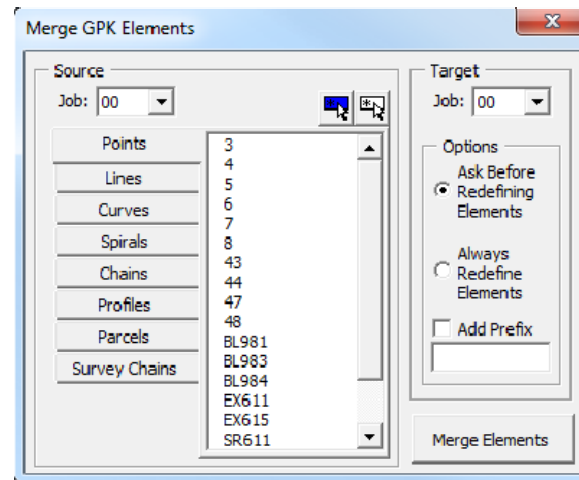 Merge GPK Elements
Source
Job: 00
Points
Lines
Curves
Spirals
Chains
Profiles
Parcels
Survey Chains
3
4
5
6
7
8
43
44
47
48
BL981
BL983
BL984
EX611
EX615
SR611
Target
Job: 00
Options
Ask Before
Redefining
Elements
Always
Redefine
Elements
Add Prefix
Merge Elements